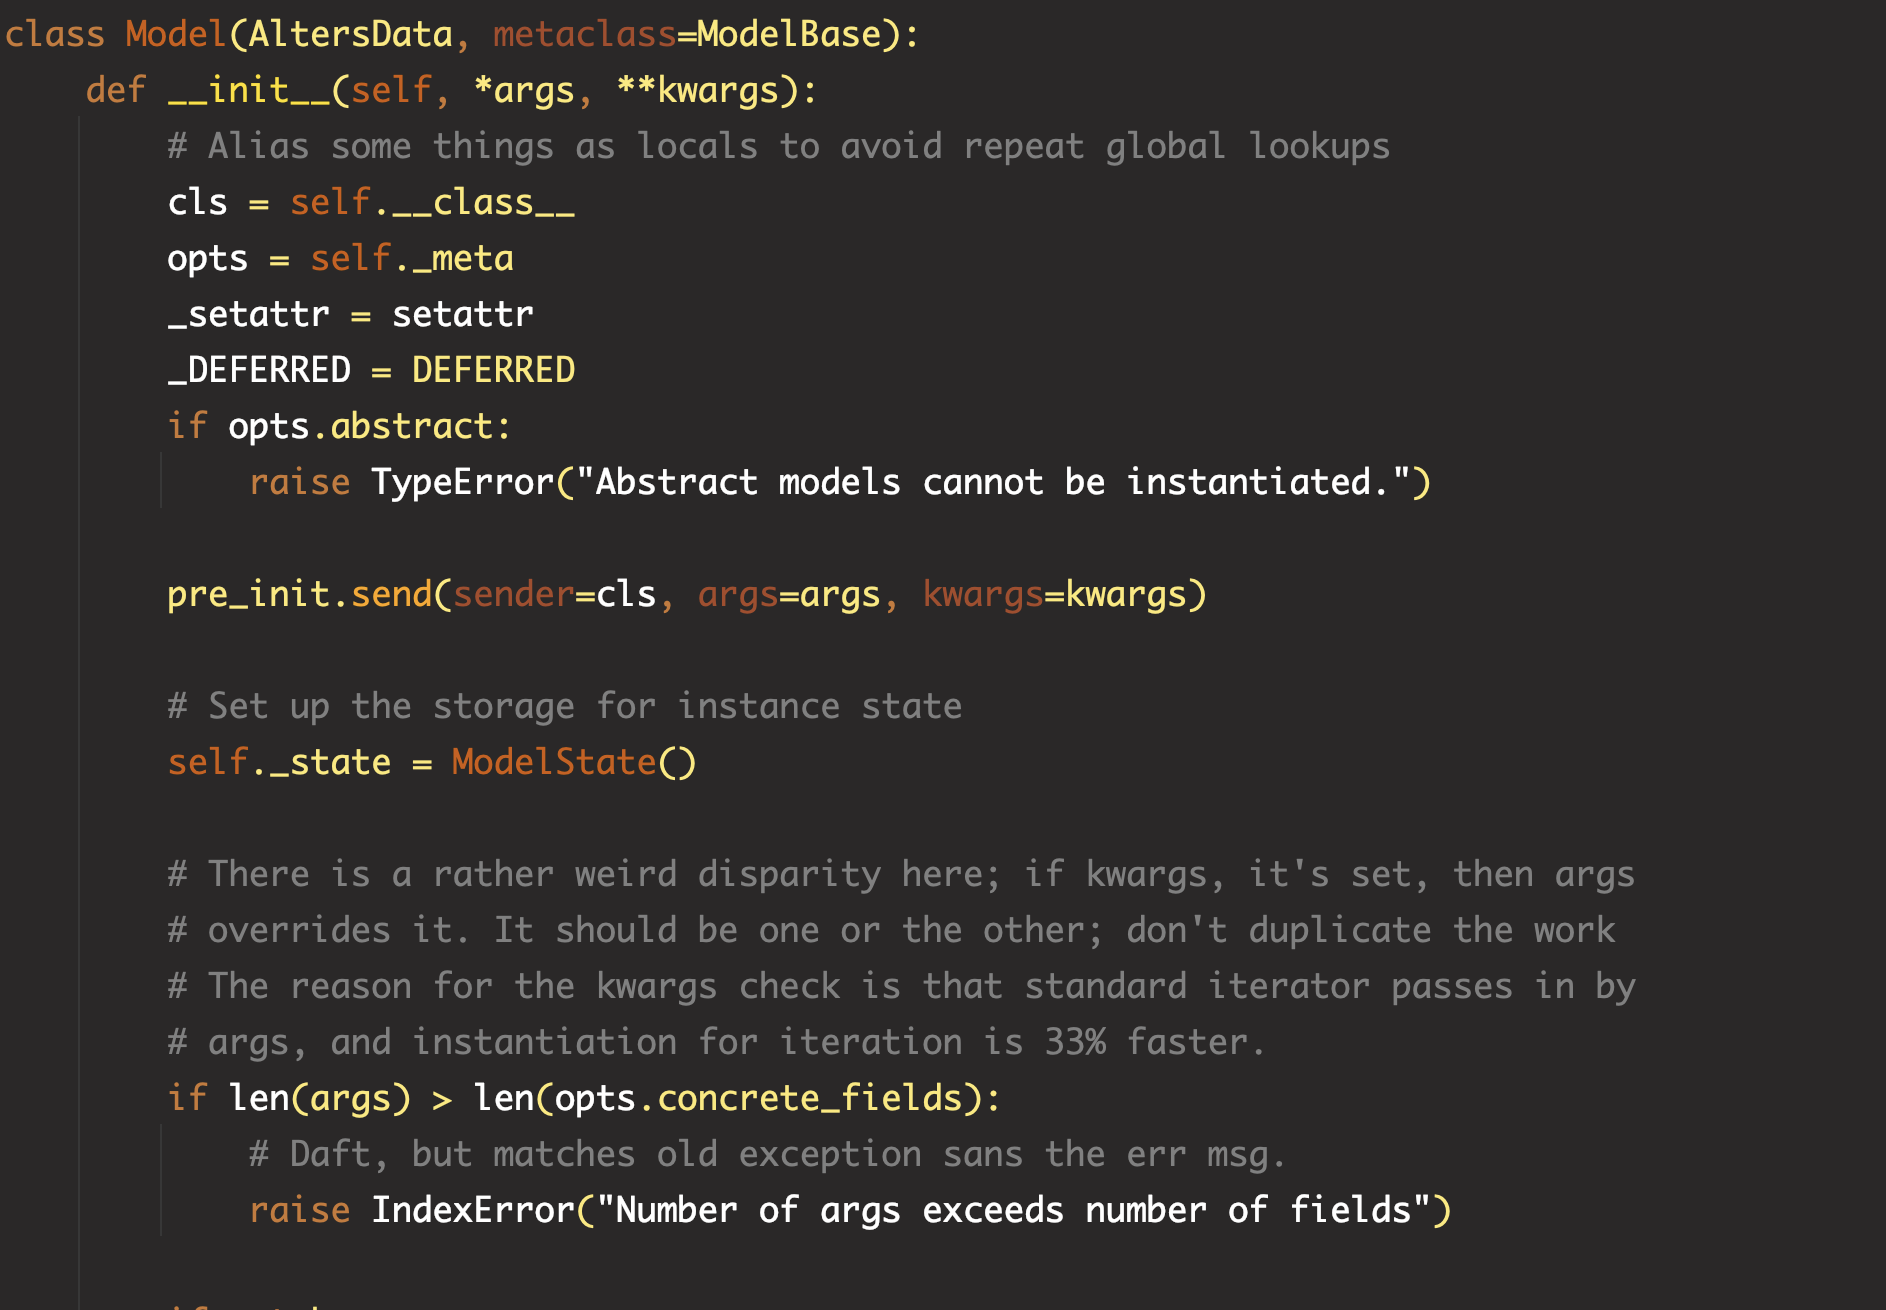 class Model(AltersData, metaclass=ModelBase):
    def __init__(self, *args, **kwargs):
        # Alias some things as locals to avoid repeat global lookups
        cls = self.__class__
        opts = self._meta
        _setattr = setattr
        _DEFERRED = DEFERRED
        if opts.abstract:
            raise TypeError("Abstract models cannot be instantiated.")

        pre_init.send(sender=cls, args=args, kwargs=kwargs)

        # Set up the storage for instance state
        self._state = ModelState()

        # There is a rather weird disparity here; if kwargs, it's set, then args
        # overrides it. It should be one or the other; don't duplicate the work
        # The reason for the kwargs check is that standard iterator passes in by
        # args, and instantiation for iteration is 33% faster.
        if len(args) > len(opts.concrete_fields):
            # Daft, but matches old exception sans the err msg.
            raise IndexError("Number of args exceeds number of fields")